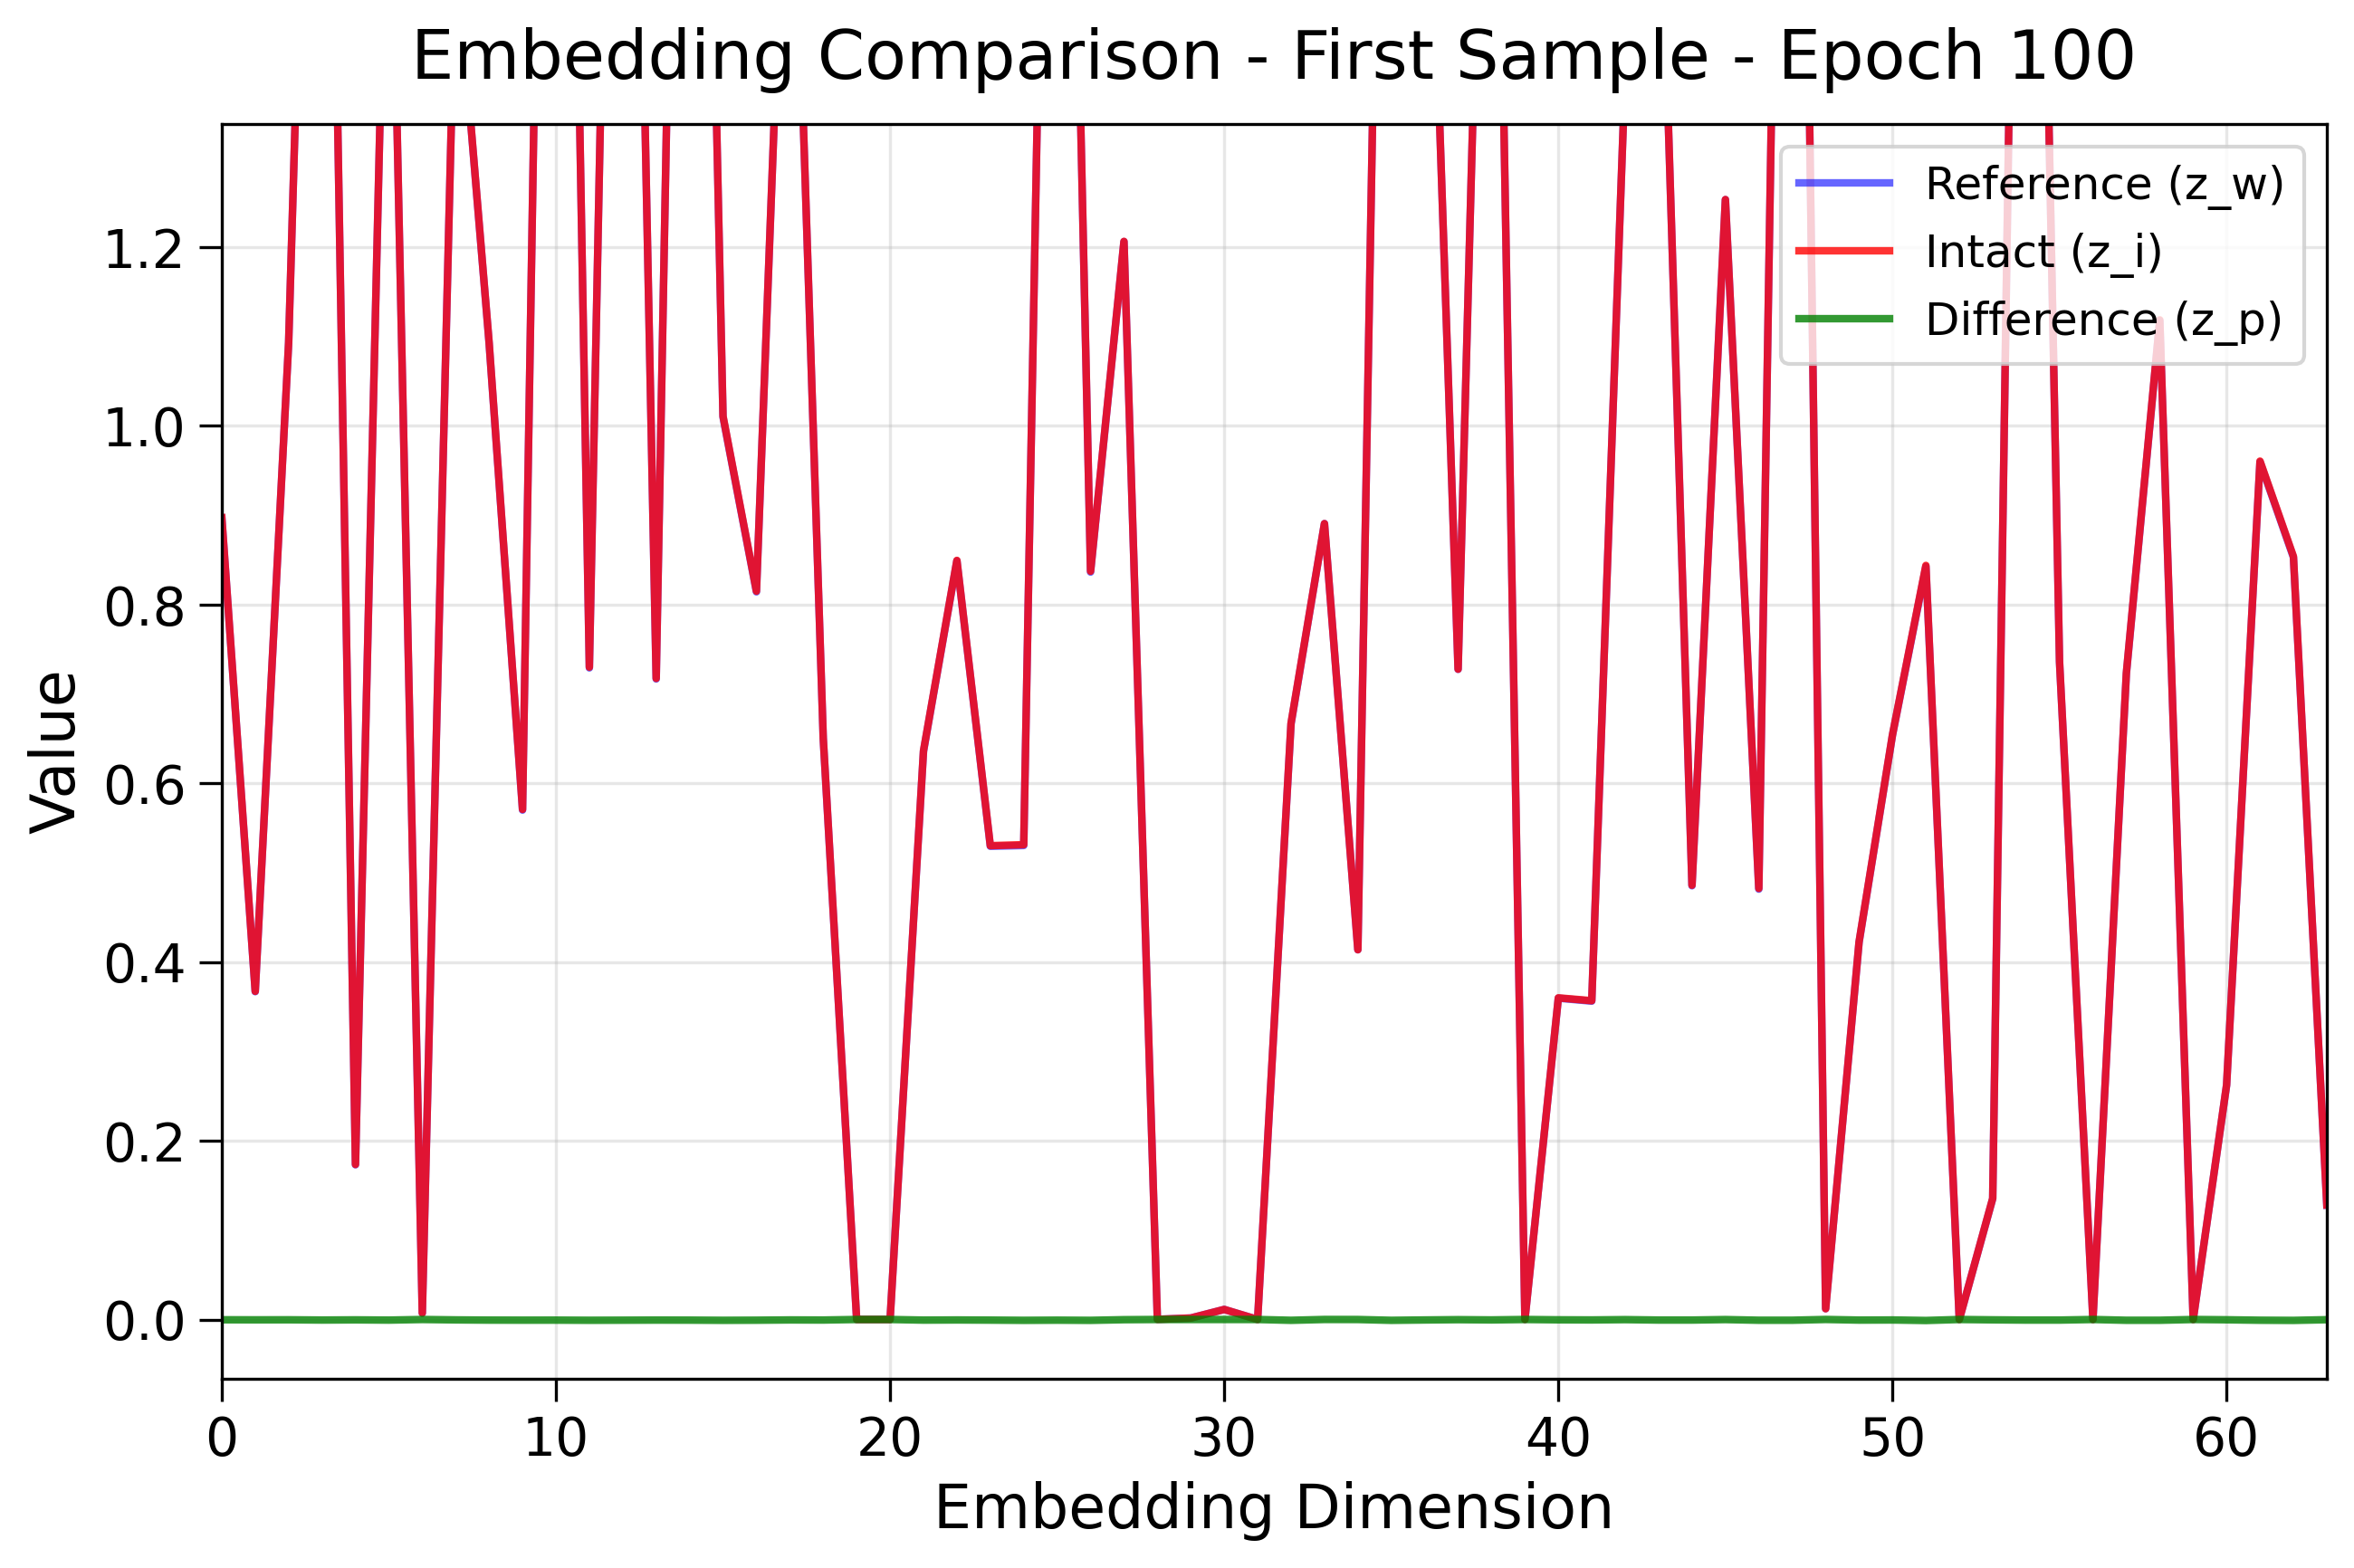 Embedding Comparison - First Sample - Epoch 100
Reference (z_w)
Intact (z_i)
Difference (z_p)
1.2
1.0
0.8
0.6
0.4
0.2
0.0
Value
0 10 20 30 40 50 60
Embedding Dimension